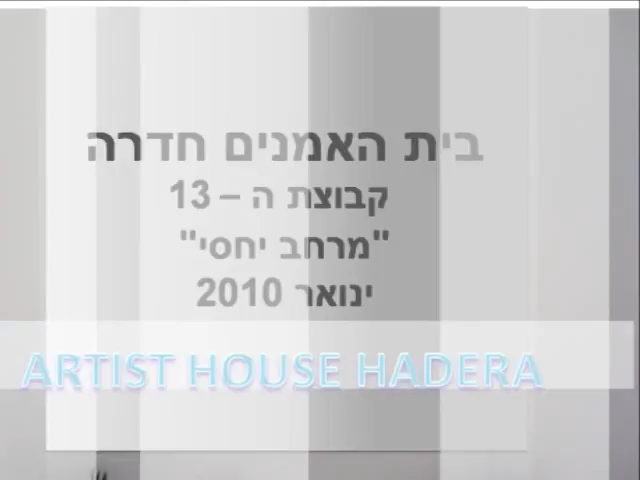 בית האמנים חדרה
קבוצת ה – 13
"מרחב יחסי"
ינואר 2010
ARTIST HOUSE HADERA